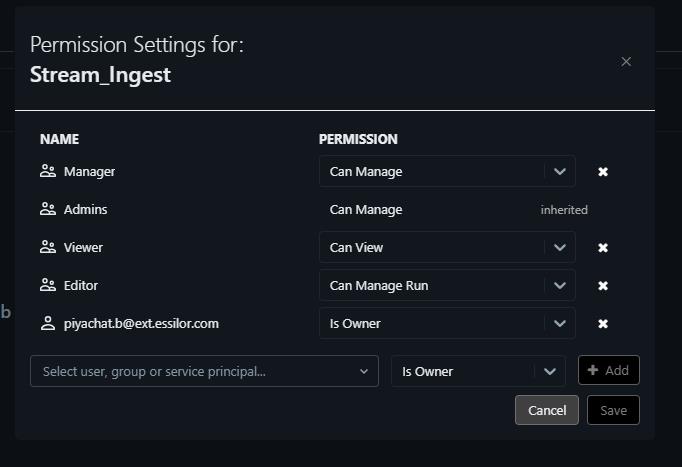 Permission Settings for:
Stream_Ingest
NAME PERMISSION
Manager Can Manage
Admins Can Manage inherited
Viewer Can View
Editor Can Manage Run
piyachat.b@ext.essilor.com Is Owner
b
Select user, group or service principal... Is Owner + Add
Cancel Save